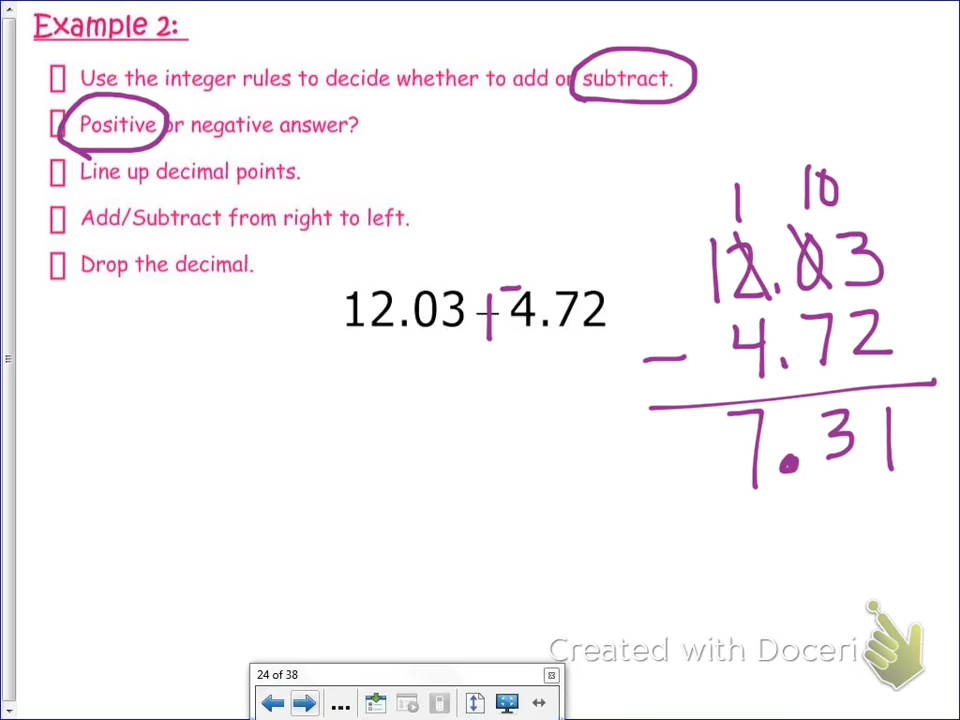 Example 2:
Use the integer rules to decide whether to add or subtract.
Positive or negative answer?
Line up decimal points.
Add/Subtract from right to left.
Drop the decimal.
12.03 + -4.72
1 10
12.03
- 4.72
7.31
Created with Doceri
24 of 38